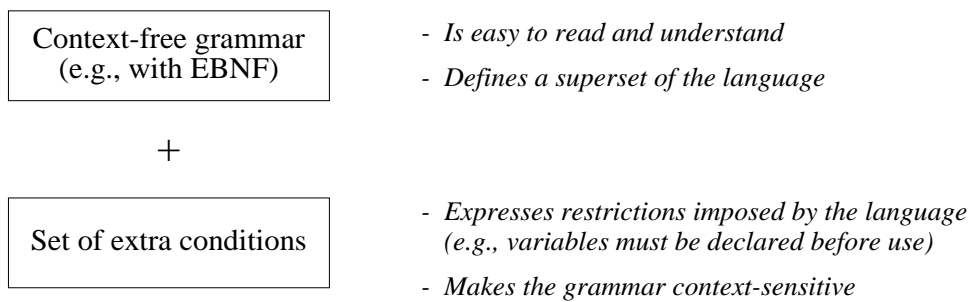 Context-free grammar
(e.g., with EBNF)
- Is easy to read and understand
- Defines a superset of the language
+
Set of extra conditions
- Expresses restrictions imposed by the language
(e.g., variables must be declared before use)
- Makes the grammar context-sensitive